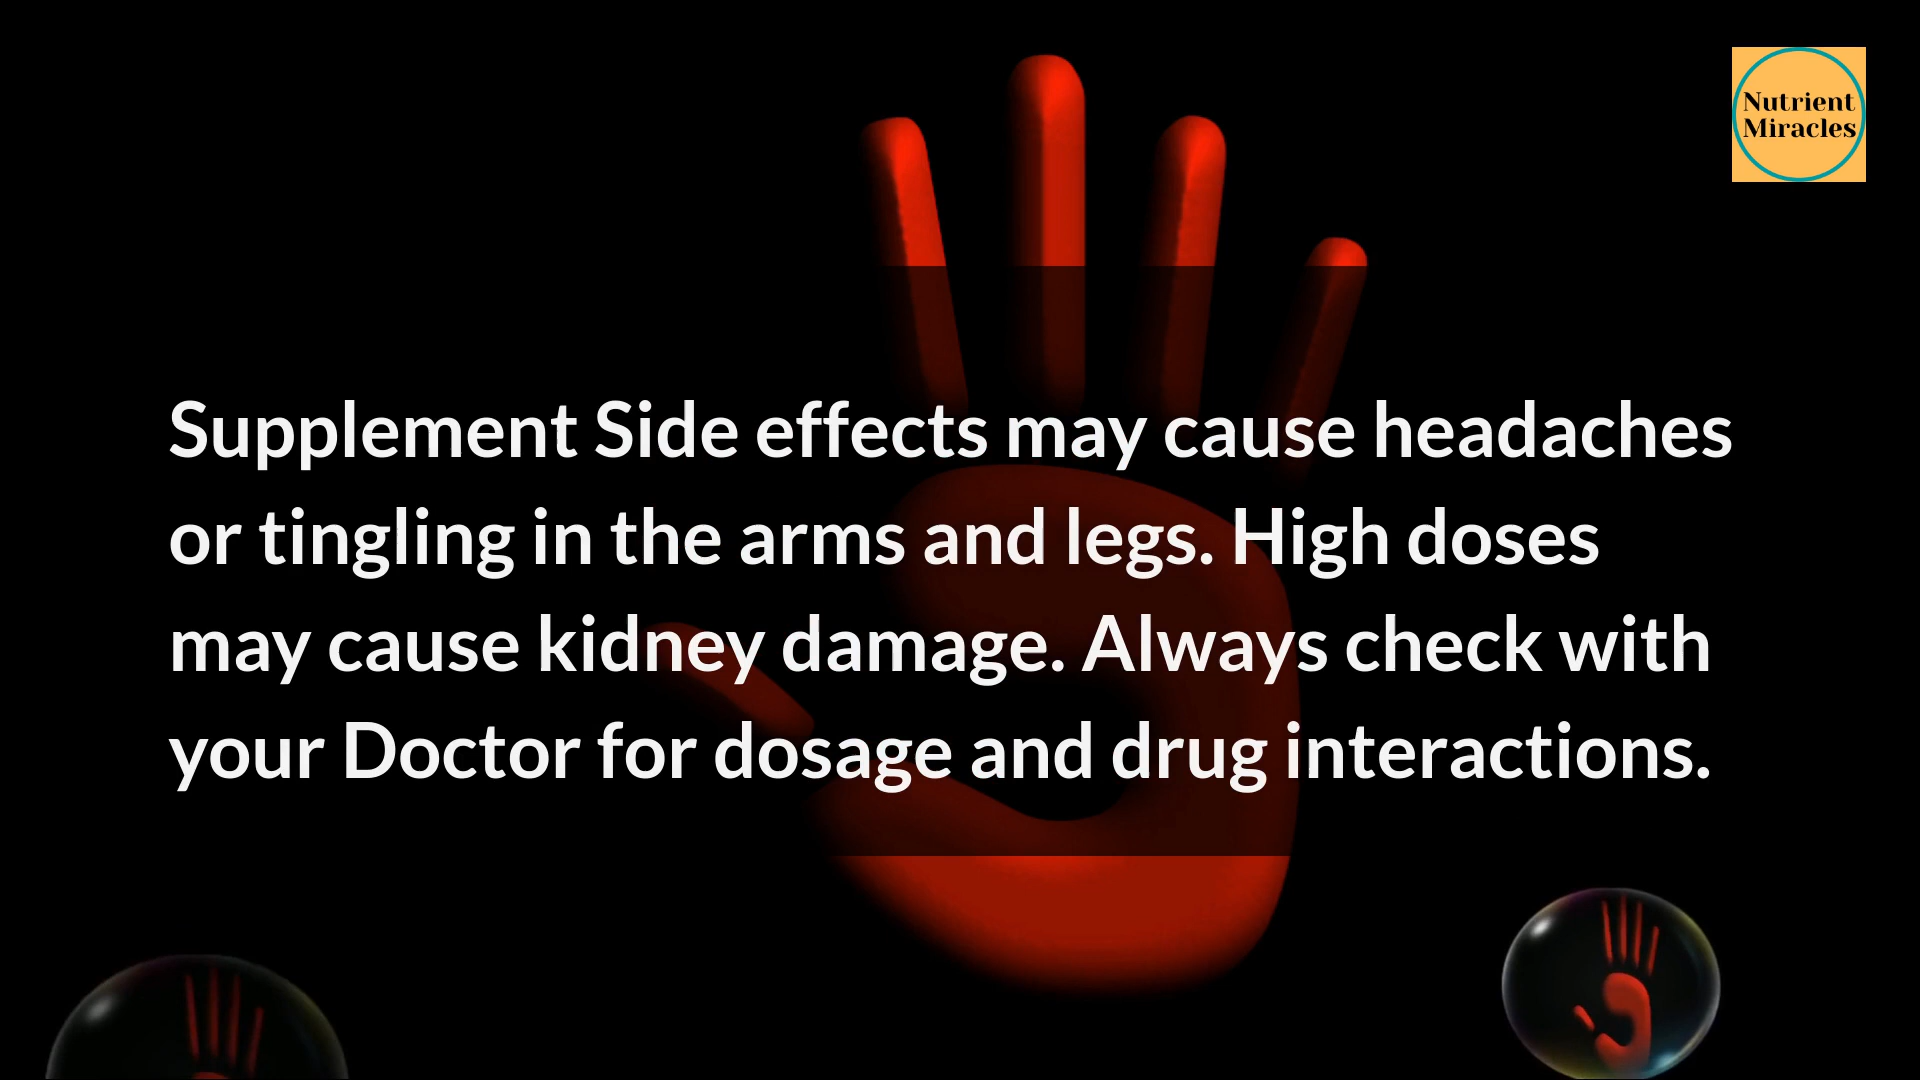 Nutrient
Miracles
Supplement Side effects may cause headaches
or tingling in the arms and legs. High doses
may cause kidney damage. Always check with
your Doctor for dosage and drug interactions.